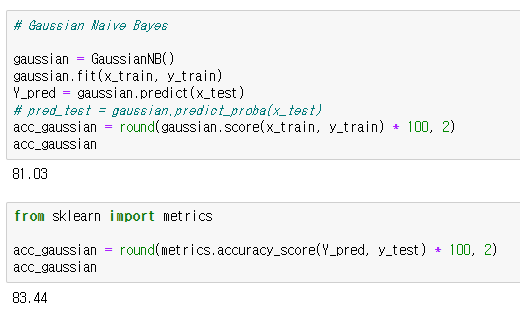 # Gaussian Naive Bayes
gaussian = GaussianNB()
gaussian.fit(x_train, y_train)
Y_pred = gaussian.predict(x_test)
# pred_test = gaussian.predict_proba(x_test)
acc_gaussian = round(gaussian.score(x_train, y_train) * 100, 2)
acc_gaussian
81.03
from sklearn import metrics
acc_gaussian = round(metrics.accuracy_score(Y_pred, y_test) * 100, 2)
acc_gaussian
83.44